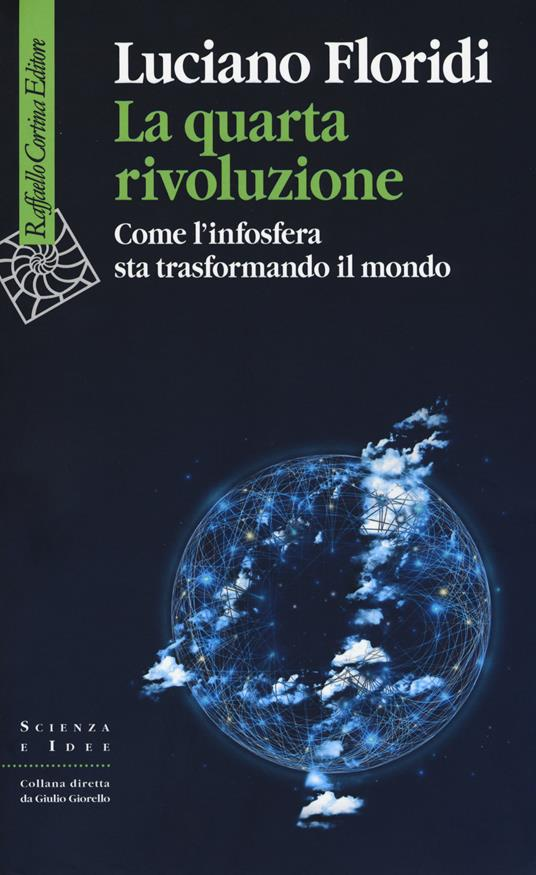 Raffaello Cortina Editore
Luciano Floridi
La quarta
rivoluzione
Come l'infosfera
sta trasformando il mondo
SCIENZA
E IDEE
Collana diretta
da Giulio Giorello